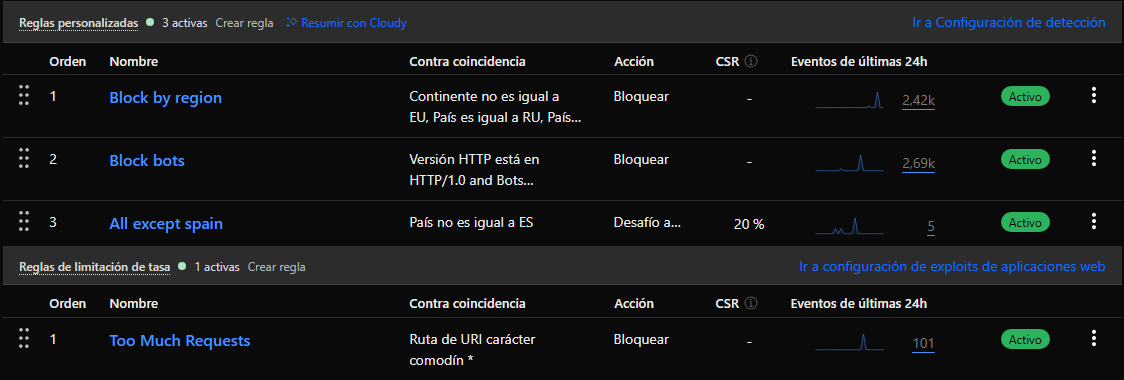 Reglas personalizadas 3 activas Crear regla Resumir con Cloudy Ir a Configuración de detección
Orden Nombre Contra coincidencia Acción CSR Eventos de últimas 24h
1 Block by region Continente no es igual a Bloquear - 2,42k Activo
EU, País es igual a RU, País...
2 Block bots Versión HTTP está en Bloquear - 2,69k Activo
HTTP/1.0 and Bots...
3 All except spain País no es igual a ES Desafío a... 20 % 5 Activo
Reglas de limitación de tasa 1 activas Crear regla Ir a configuración de exploits de aplicaciones web
Orden Nombre Contra coincidencia Acción CSR Eventos de últimas 24h
1 Too Much Requests Ruta de URI carácter Bloquear - 101 Activo
comodín *